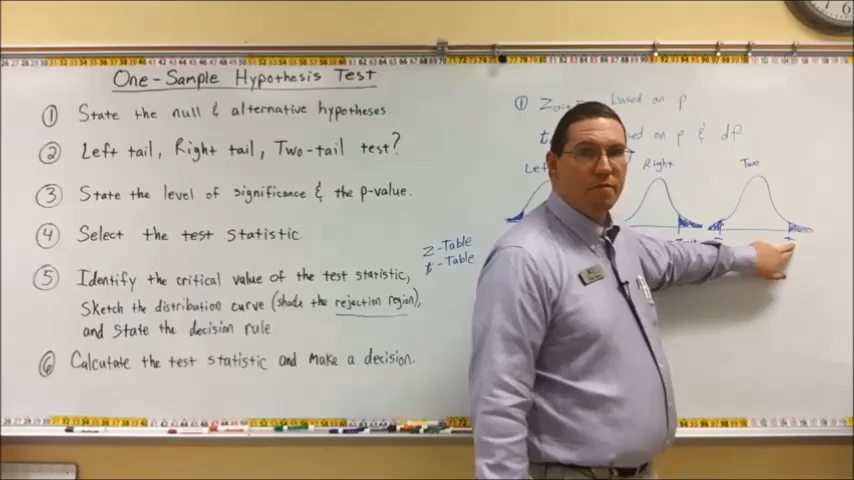 One-Sample Hypothesis Test
① State the null & alternative hypotheses.
② Left tail, Right tail, Two-tail test?
③ State the level of significance & the p-value.
④ Select the test statistic.
⑤ Identify the critical value of the test statistic,
Sketch the distribution curve (shade the rejection region),
and state the decision rule.
⑥ Calculate the test statistic and make a decision.
z-Table
t-Table
① Zcrit based on p
based on p & df
Left Right Two